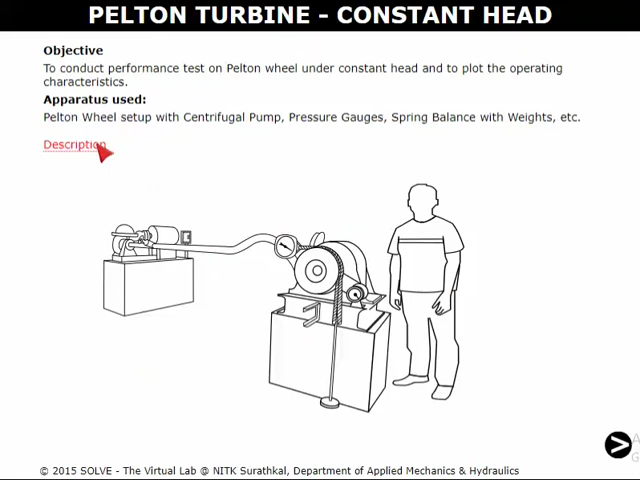 PELTON TURBINE - CONSTANT HEAD
Objective
To conduct performance test on Pelton wheel under constant head and to plot the operating
characteristics.
Apparatus used:
Pelton Wheel setup with Centrifugal Pump, Pressure Gauges, Spring Balance with Weights, etc.
Description
© 2015 SOLVE - The Virtual Lab @ NITK Surathkal, Department of Applied Mechanics & Hydraulics